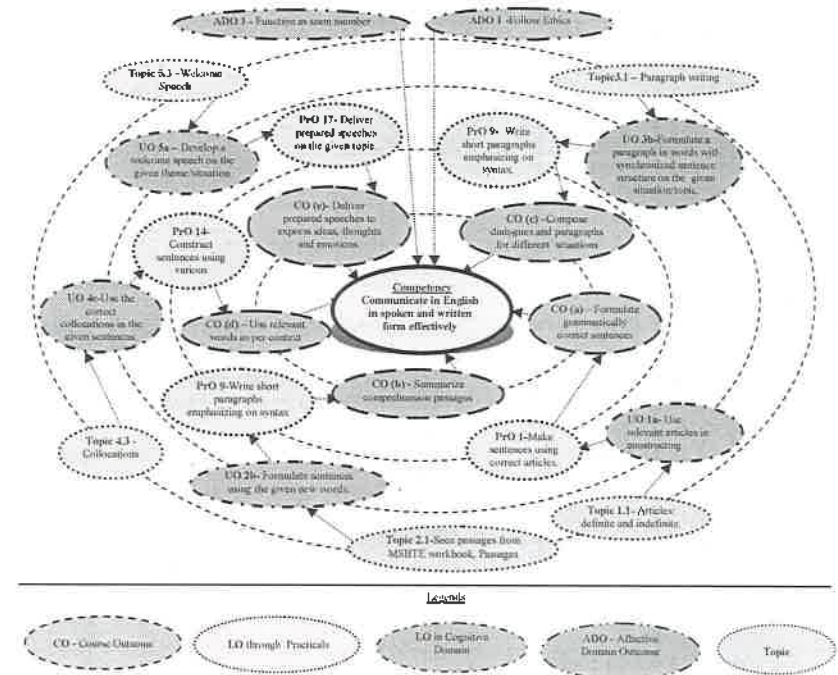 ADO 3 - Function as team member
ADO 1 -Follow Ethics
Topic 5.3 -Welcome
Speech
Topic3.1 - Paragraph writing
PrO 17- Deliver
prepared speeches
on the given topic
PrO 9- Write
short paragraphs
emphasizing on
syntax.
UO 5a - Develop a
welcome speech on the
given theme/situation
UO 3b-Formulate a
paragraph in words with
synchronized sentence
structure on the given
situation/topic.
CO (e)- Deliver
prepared speeches to
express ideas, thoughts
and emotions
CO (c) -Compose
dialogues and paragraphs
for different situations
PrO 14-
Construct
sentences using
various
Competency
Communicate in English
in spoken and written
form effectively
UO 4c-Use the
correct
collocations in the
given sentences
CO (d) - Use relevant
words as per context
CO (a) - Formulate
grammatically
correct sentences
CO (b) - Summarize
comprehension passages
PrO 9-Write short
paragraphs
emphasizing on syntax
UO 1a- Use
relevant articles in
constructing
PrO 1-Make
sentences using
correct articles.
Topic 4.3 -
Collocations
UO 2b- Formulate sentences
using the given new words.
Topic 1.1- Articles:
definite and indefinite.
Topic 2.1-Seen passages from
MSBTE workbook, Passages
Legends
CO - Course Outcome
LO through Practicals
LO in Cognitive
Domain
ADO - Affective
Domain Outcome
Topic